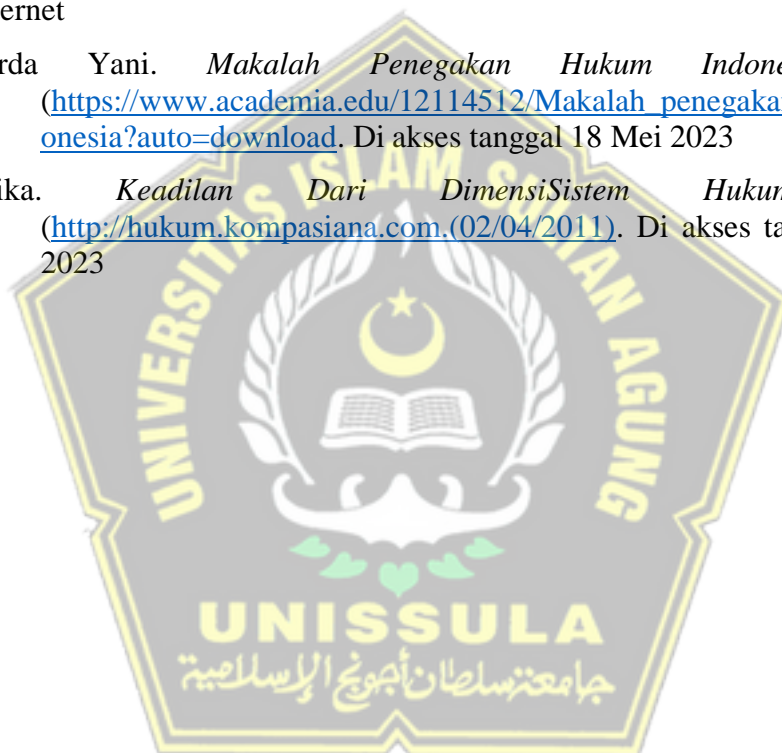 ernet
rda Yani. Makalah Penegakan Hukum Indone
(https://www.academia.edu/12114512/Makalah_penegaka
onesia?auto=download. Di akses tanggal 18 Mei 2023
ika. Keadilan Dari DimensiSistem Hukum
(http://hukum.kompasiana.com.(02/04/2011). Di akses ta
2023
UNIVERSITAS ISLAM SULTAN AGUNG
UNISSULA
جامعة سلطان أجونج الإسلامية